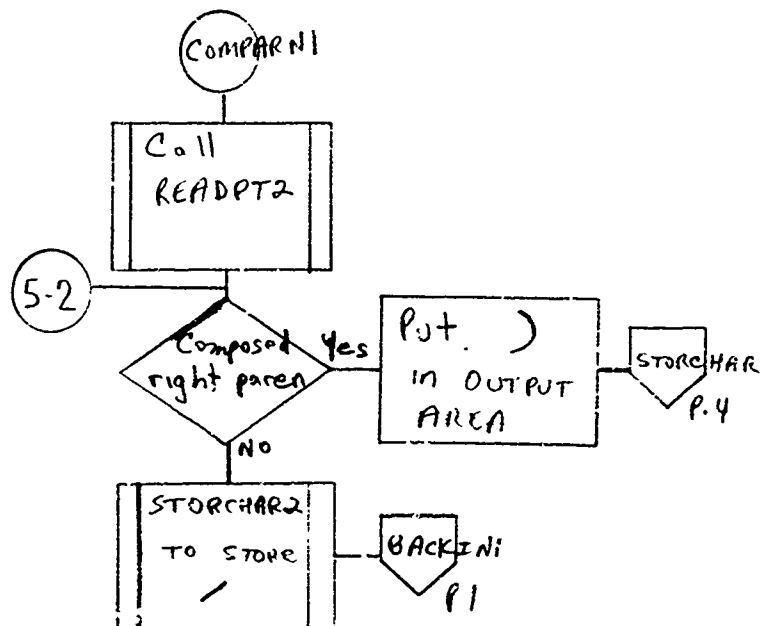 COMPARN1
Call
READPT2
5-2
Composed
right paren
Yes
Put )
in OUTPUT
AREA
STORCHAR
P.4
NO
STORCHAR2
TO STORE
/
BACKINI
P1